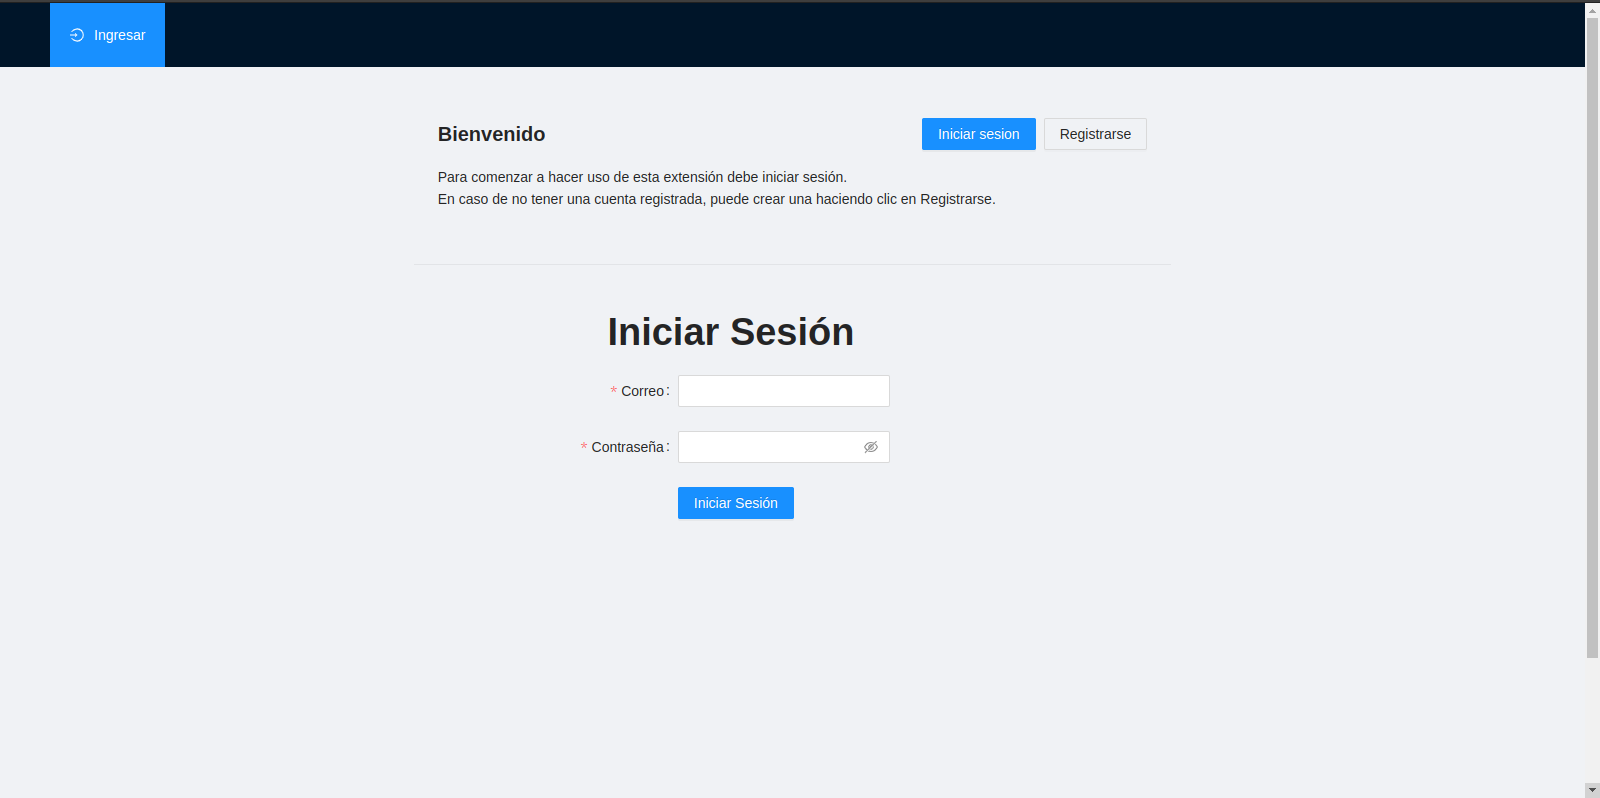 Ingresar
Bienvenido
Iniciar sesion
Registrarse
Para comenzar a hacer uso de esta extensión debe iniciar sesión.
En caso de no tener una cuenta registrada, puede crear una haciendo clic en Registrarse.
Iniciar Sesión
* Correo:
* Contraseña:
Iniciar Sesión